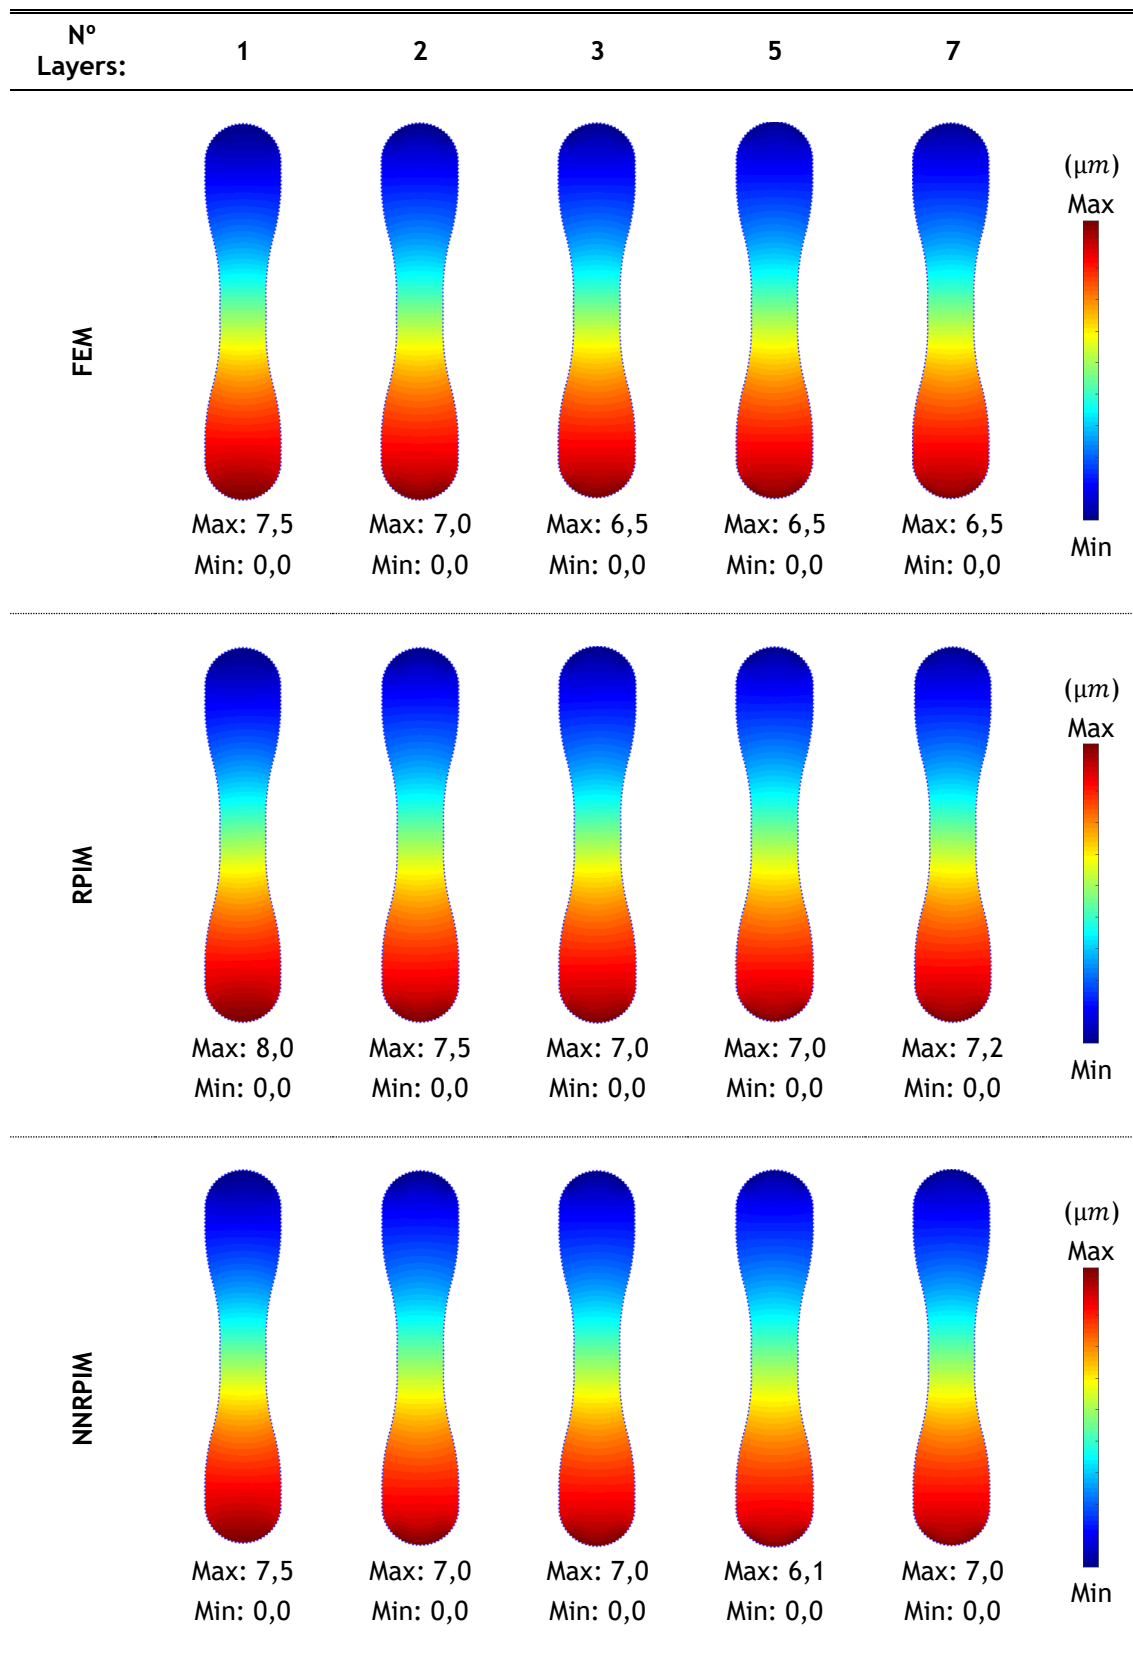 Nº
Layers:
1 2 3 5 7
(μm)
Max
FEM
Max: 7,5 Max: 7,0 Max: 6,5 Max: 6,5 Max: 6,5
Min: 0,0 Min: 0,0 Min: 0,0 Min: 0,0 Min: 0,0
Min
(μm)
Max
RPIM
Max: 8,0 Max: 7,5 Max: 7,0 Max: 7,0 Max: 7,2
Min: 0,0 Min: 0,0 Min: 0,0 Min: 0,0 Min: 0,0
Min
(μm)
Max
NNRPIM
Max: 7,5 Max: 7,0 Max: 7,0 Max: 6,1 Max: 7,0
Min: 0,0 Min: 0,0 Min: 0,0 Min: 0,0 Min: 0,0
Min